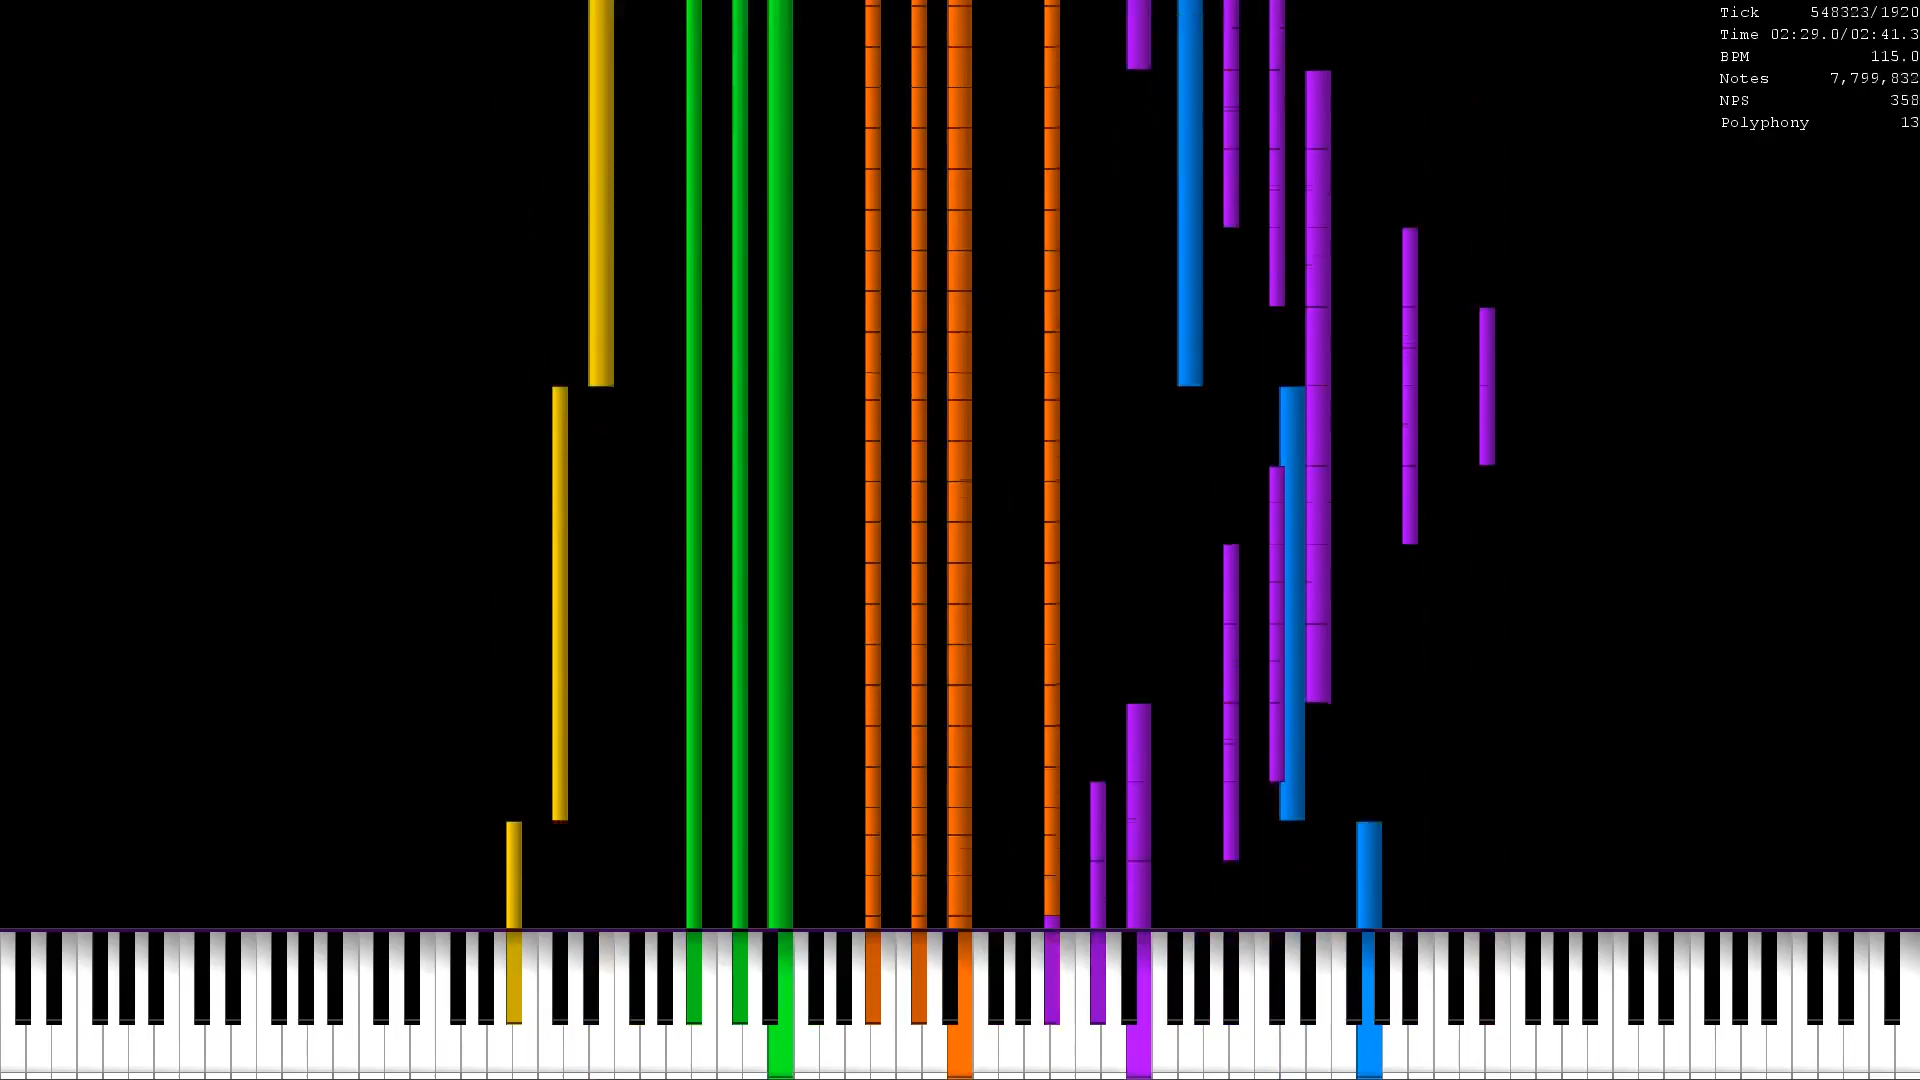 Tick 548323/1920
Time 02:29.0/02:41.3
BPM 115.0
Notes 7,799,832
NPS 358
Polyphony 13